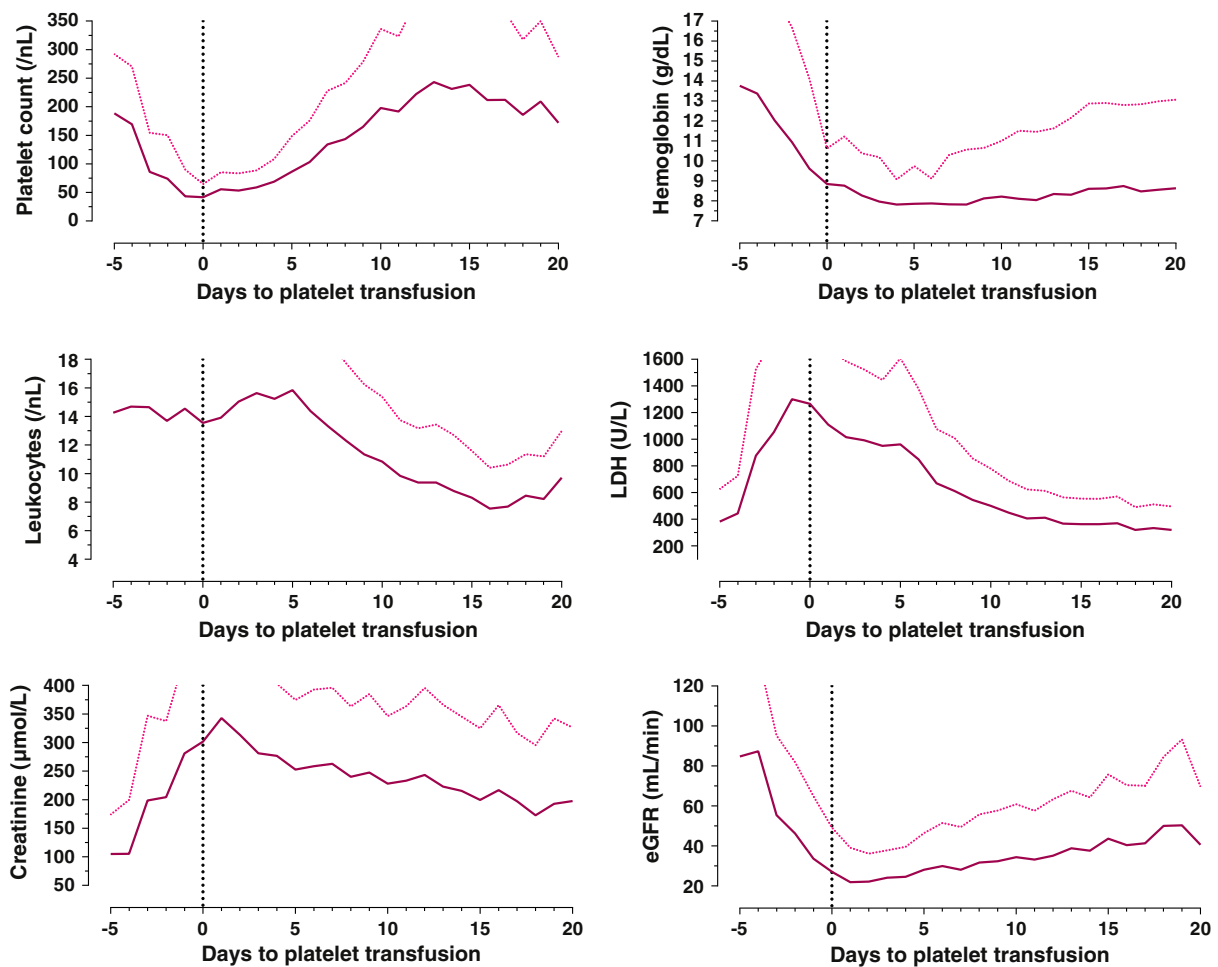 Platelet count (/nL)
350
300
250
200
150
100
50
0
-5 0 5 10 15 20
Days to platelet transfusion
Hemoglobin (g/dL)
17
16
15
14
13
12
11
10
9
8
7
-5 0 5 10 15 20
Days to platelet transfusion
Leukocytes (/nL)
18
16
14
12
10
8
6
4
-5 0 5 10 15 20
Days to platelet transfusion
LDH (U/L)
1600
1400
1200
1000
800
600
400
200
-5 0 5 10 15 20
Days to platelet transfusion
Creatinine (µmol/L)
400
350
300
250
200
150
100
50
-5 0 5 10 15 20
Days to platelet transfusion
eGFR (mL/min)
120
100
80
60
40
20
-5 0 5 10 15 20
Days to platelet transfusion